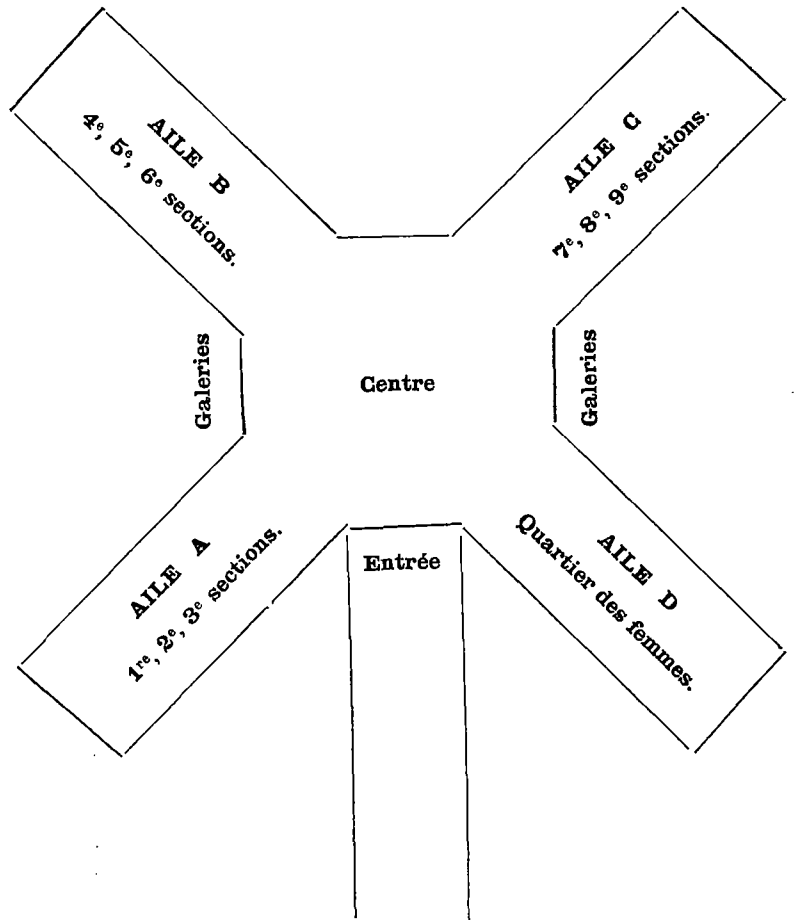 AILE B
4e, 5e, 6e sections.
AILE C
7e, 8e, 9e sections.
Galeries
Centre
Galeries
AILE A
1re, 2e, 3e sections.
Entrée
AILE D
Quartier des femmes.